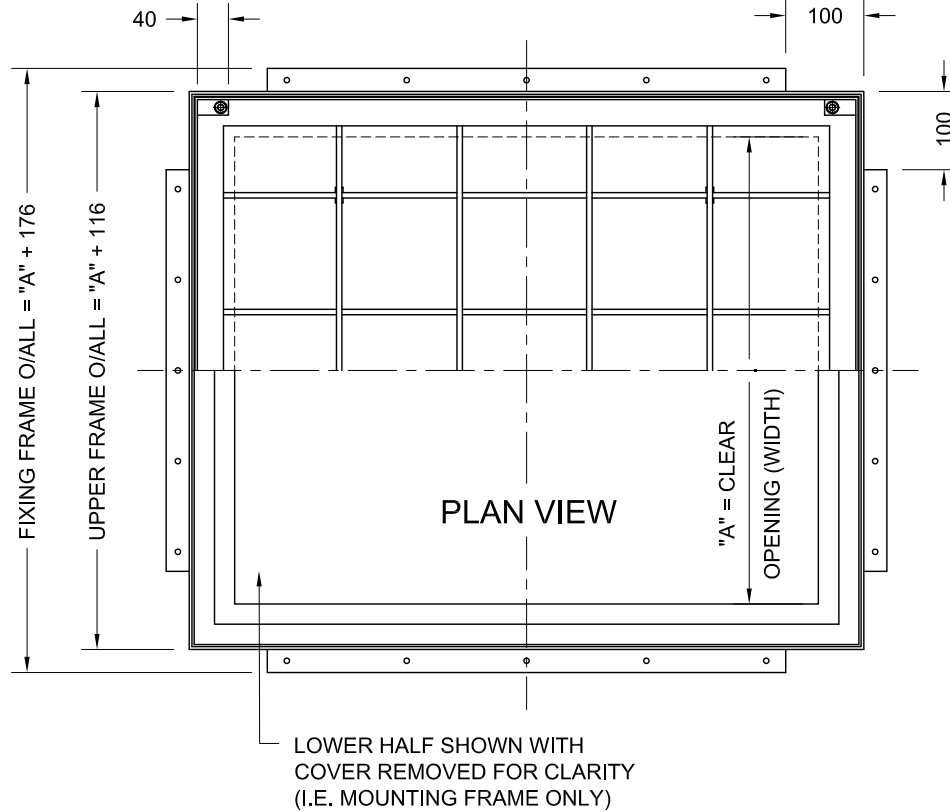 40
100
100
FIXING FRAME O/ALL = "A" + 176
UPPER FRAME O/ALL = "A" + 116
"A" = CLEAR
OPENING (WIDTH)
PLAN VIEW
LOWER HALF SHOWN WITH
COVER REMOVED FOR CLARITY
(I.E. MOUNTING FRAME ONLY)